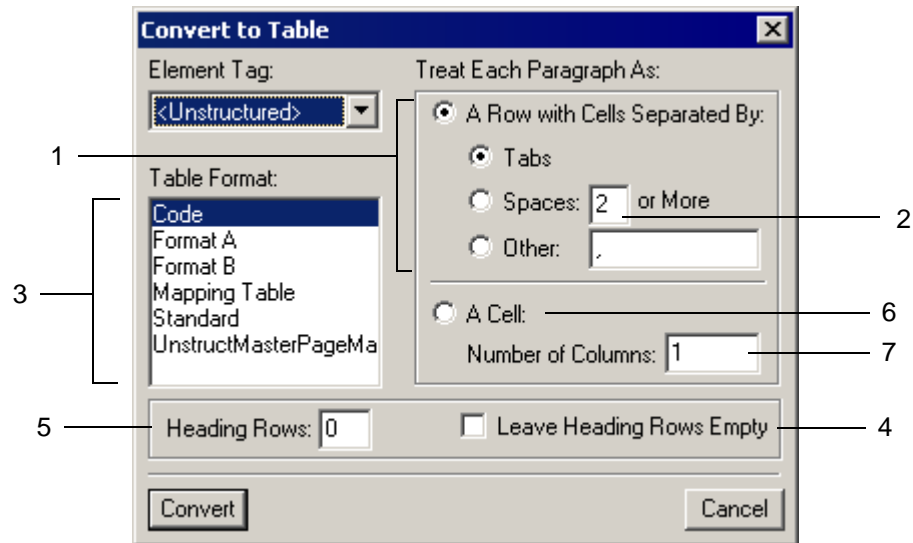 Convert to Table
Element Tag:
<Unstructured>
Table Format:
Code
Format A
Format B
Mapping Table
Standard
UnstructMasterPageMa
Treat Each Paragraph As:
A Row with Cells Separated By:
Tabs
Spaces: 2 or More
Other: ,
A Cell:
Number of Columns: 1
Heading Rows: 0
Leave Heading Rows Empty
Convert
Cancel
1
2
3
6
7
5
4